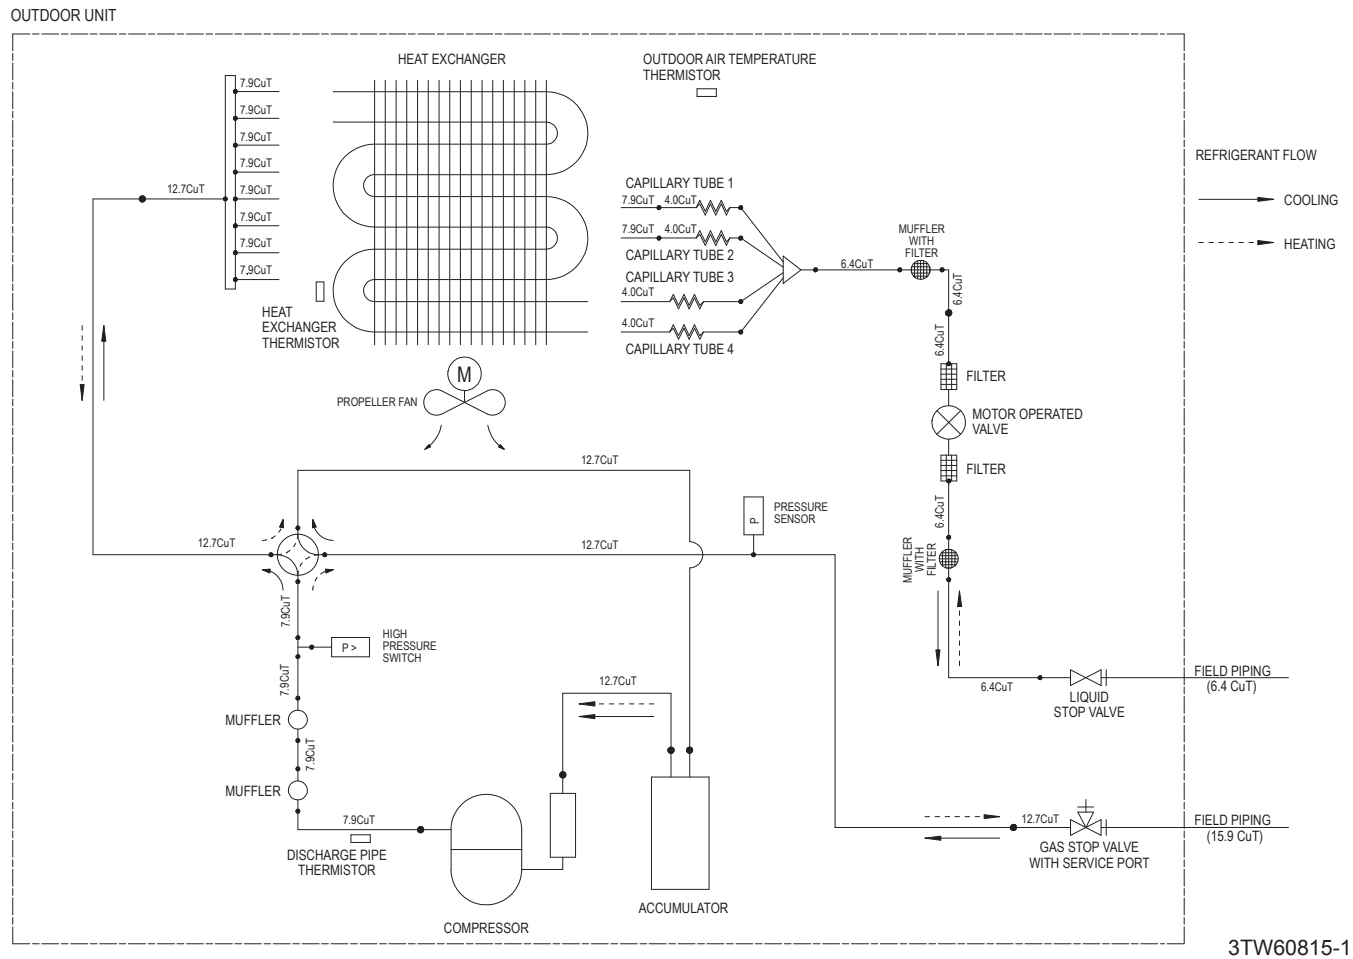 OUTDOOR UNIT
HEAT EXCHANGER
OUTDOOR AIR TEMPERATURE
THERMISTOR
7.9CuT
7.9CuT
7.9CuT
7.9CuT
7.9CuT
7.9CuT
7.9CuT
7.9CuT
12.7CuT
HEAT
EXCHANGER
THERMISTOR
CAPILLARY TUBE 1
7.9CuT 4.0CuT
7.9CuT 4.0CuT
CAPILLARY TUBE 2
CAPILLARY TUBE 3
4.0CuT
4.0CuT
CAPILLARY TUBE 4
MUFFLER
WITH
FILTER
6.4CuT
6.4CuT
6.4CuT
FILTER
MOTOR OPERATED
VALVE
FILTER
6.4CuT
MUFFLER
WITH
FILTER
REFRIGERANT FLOW
COOLING
HEATING
M
PROPELLER FAN
12.7CuT
P
PRESSURE
SENSOR
12.7CuT
12.7CuT
7.9CuT
P >
HIGH
PRESSURE
SWITCH
7.9CuT
MUFFLER
7.9CuT
MUFFLER
7.9CuT
DISCHARGE PIPE
THERMISTOR
12.7CuT
COMPRESSOR
ACCUMULATOR
6.4CuT
LIQUID
STOP VALVE
FIELD PIPING
(6.4 CuT)
12.7CuT
GAS STOP VALVE
WITH SERVICE PORT
FIELD PIPING
(15.9 CuT)
3TW60815-1